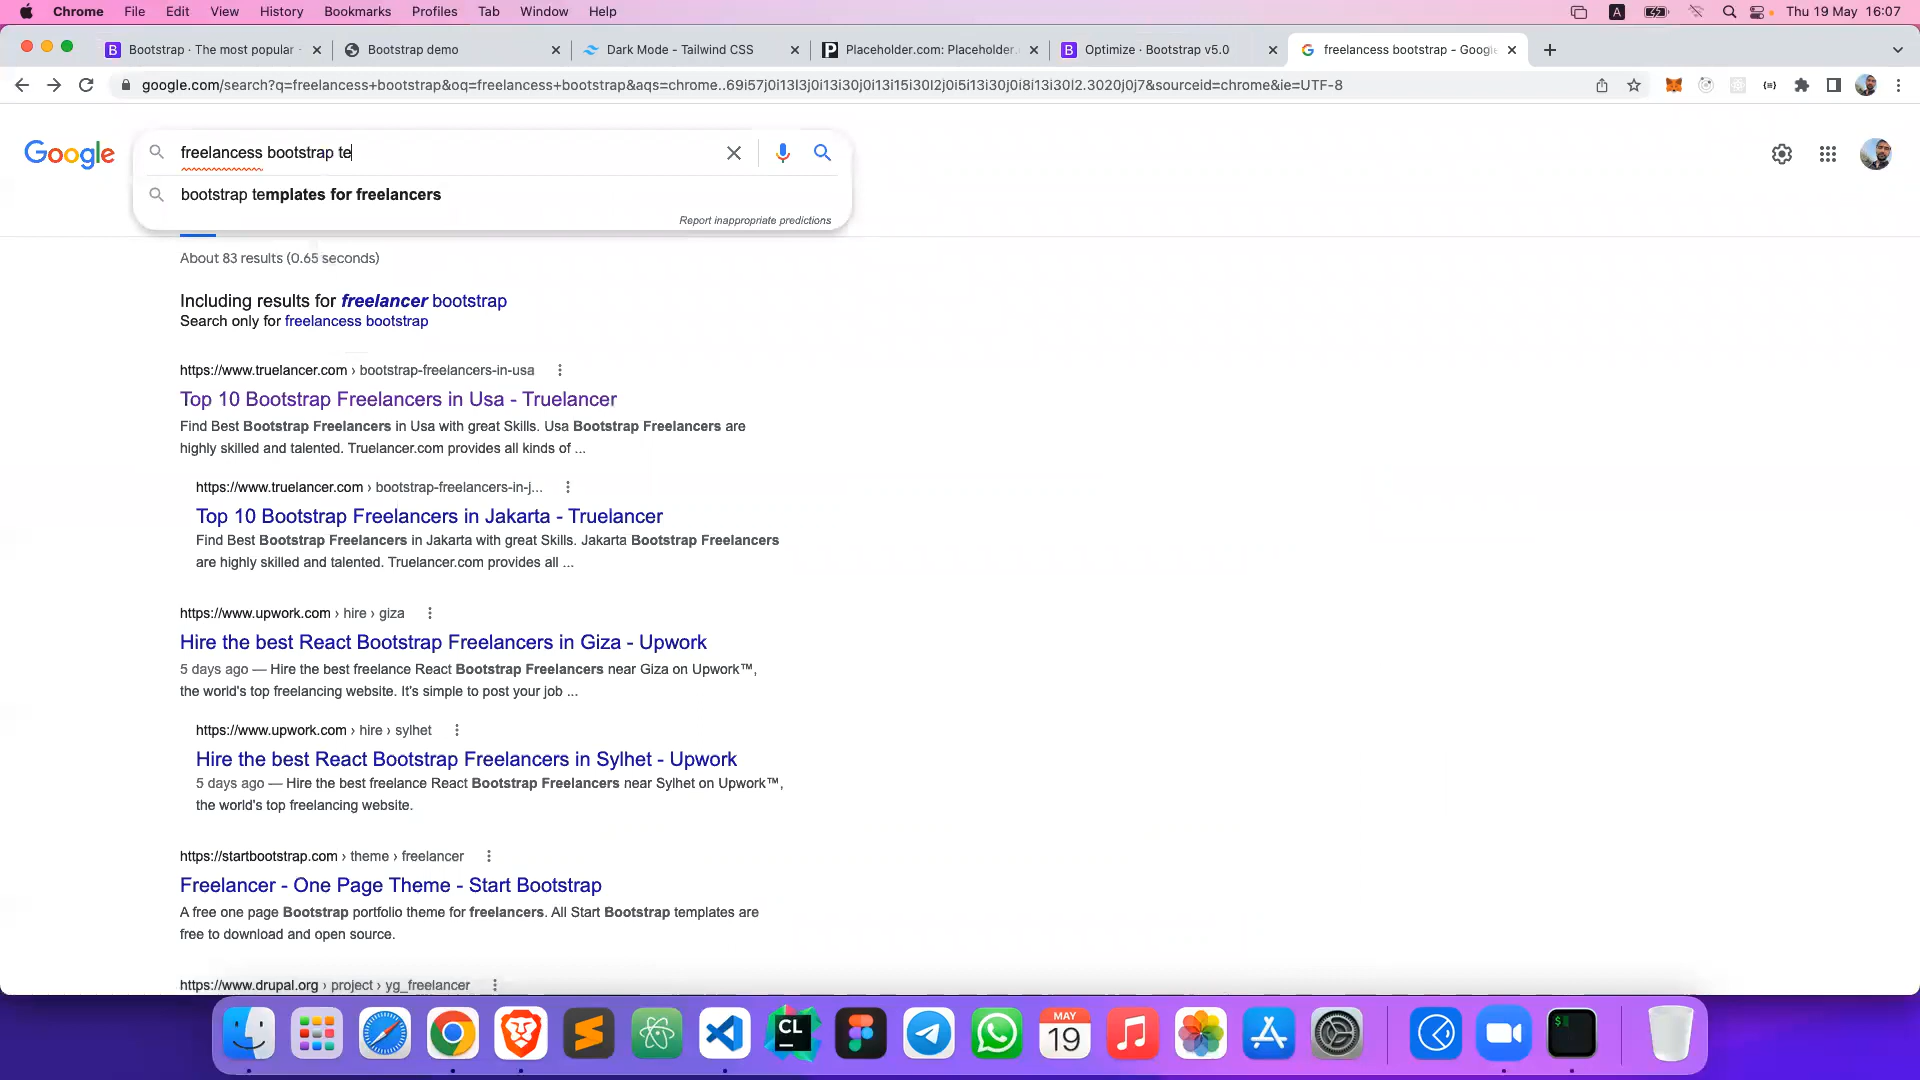 Chrome File Edit View History Bookmarks Profiles Tab Window Help
A
Thu 19 May 16:07
Bootstrap · The most popular
Bootstrap demo
Dark Mode - Tailwind CSS
Placeholder.com: Placeholder.
Optimize · Bootstrap v5.0
freelancess bootstrap - Google
google.com/search?q=freelancess+bootstrap&oq=freelancess+bootstrap&aqs=chrome..69i57j0i13l3j0i13i30j0i13i15i30l2j0i5i13i30j0i8i13i30l2.3020j0j7&sourceid=chrome&ie=UTF-8
Google
freelancess bootstrap te
bootstrap templates for freelancers
Report inappropriate predictions
About 83 results (0.65 seconds)
Including results for freelancer bootstrap
Search only for freelancess bootstrap
https://www.truelancer.com › bootstrap-freelancers-in-usa
Top 10 Bootstrap Freelancers in Usa - Truelancer
Find Best Bootstrap Freelancers in Usa with great Skills. Usa Bootstrap Freelancers are
highly skilled and talented. Truelancer.com provides all kinds of ...
https://www.truelancer.com › bootstrap-freelancers-in-j...
Top 10 Bootstrap Freelancers in Jakarta - Truelancer
Find Best Bootstrap Freelancers in Jakarta with great Skills. Jakarta Bootstrap Freelancers
are highly skilled and talented. Truelancer.com provides all ...
https://www.upwork.com › hire › giza
Hire the best React Bootstrap Freelancers in Giza - Upwork
5 days ago — Hire the best freelance React Bootstrap Freelancers near Giza on Upwork™,
the world's top freelancing website. It's simple to post your job ...
https://www.upwork.com › hire › sylhet
Hire the best React Bootstrap Freelancers in Sylhet - Upwork
5 days ago — Hire the best freelance React Bootstrap Freelancers near Sylhet on Upwork™,
the world's top freelancing website.
https://startbootstrap.com › theme › freelancer
Freelancer - One Page Theme - Start Bootstrap
A free one page Bootstrap portfolio theme for freelancers. All Start Bootstrap templates are
free to download and open source.
https://www.drupal.org › project › yg_freelancer
CL
MAY
19
$